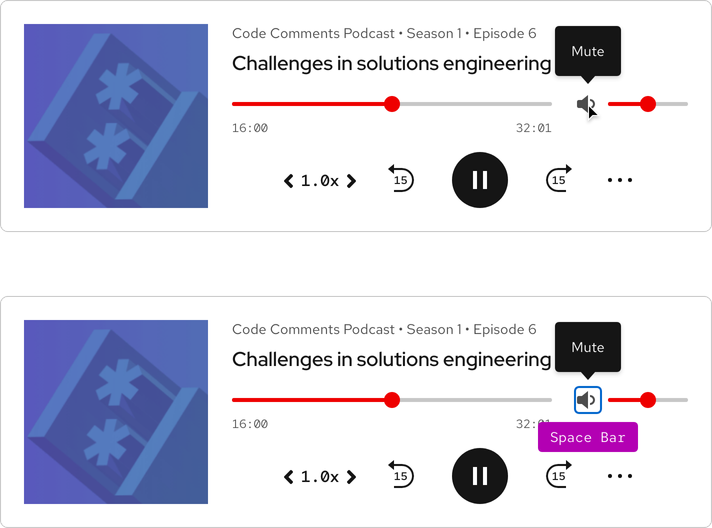 Code Comments Podcast • Season 1 • Episode 6
Mute
Challenges in solutions engineering
16:00 32:01
1.0x 15 15
Code Comments Podcast • Season 1 • Episode 6
Mute
Challenges in solutions engineering
16:00 32:01
Space Bar
1.0x 15 15